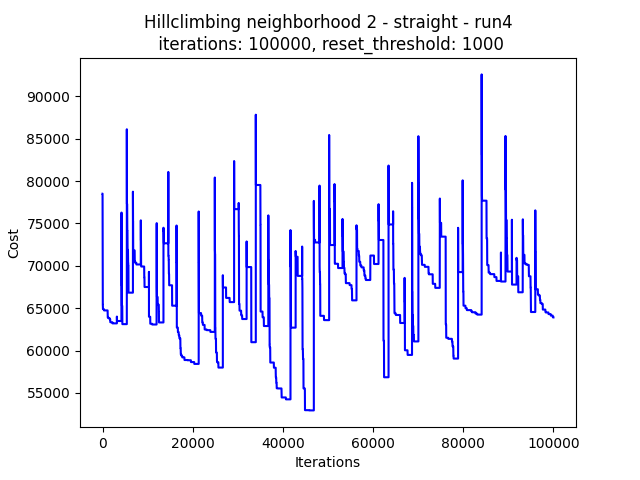 Hillclimbing neighborhood 2 - straight - run4
iterations: 100000, reset_threshold: 1000
90000
85000
80000
75000
70000
65000
60000
55000
Cost
0 20000 40000 60000 80000 100000
Iterations